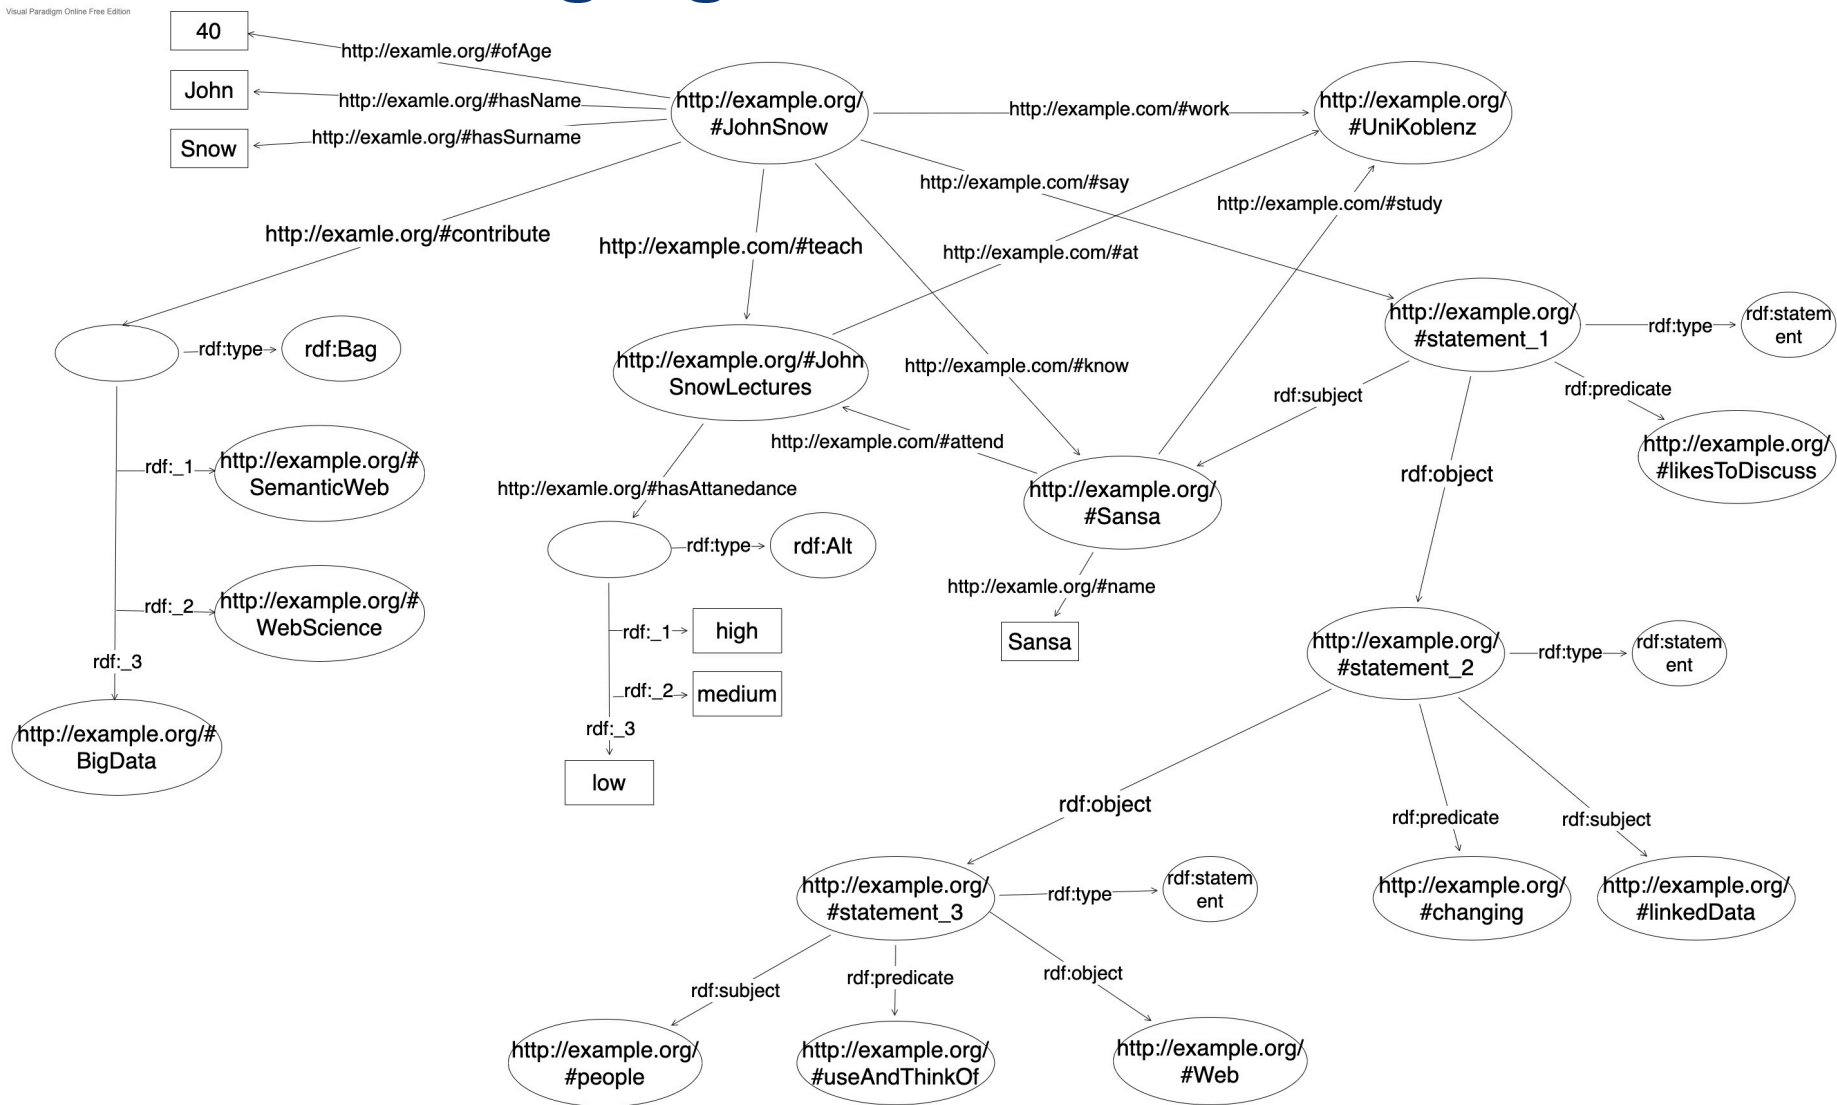 Visual Paradigm Online Free Edition
40
http://examle.org/#ofAge
John
http://examle.org/#hasName
Snow
http://examle.org/#hasSurname
http://example.org/
#JohnSnow
http://example.com/#work
http://example.org/
#UniKoblenz
http://example.com/#say
http://example.com/#study
http://examle.org/#contribute
http://example.com/#teach
http://example.com/#at
rdf:type
rdf:Bag
http://example.org/#John
SnowLectures
http://example.com/#know
http://example.org/
#statement_1
rdf:type
rdf:statem
ent
rdf:subject
rdf:predicate
http://example.com/#attend
http://example.org/
#likesToDiscuss
rdf:_1
http://example.org/#
SemanticWeb
rdf:object
http://examle.org/#hasAttanedance
http://example.org/
#Sansa
rdf:type
rdf:Alt
http://examle.org/#name
Sansa
rdf:_2
http://example.org/#
WebScience
rdf:_1
high
rdf:_2
medium
rdf:_3
low
rdf:_3
http://example.org/#
BigData
http://example.org/
#statement_2
rdf:type
rdf:statem
ent
rdf:object
rdf:predicate
rdf:subject
http://example.org/
#statement_3
rdf:type
rdf:statem
ent
http://example.org/
#changing
http://example.org/
#linkedData
rdf:subject
rdf:predicate
rdf:object
http://example.org/
#people
http://example.org/
#useAndThinkOf
http://example.org/
#Web